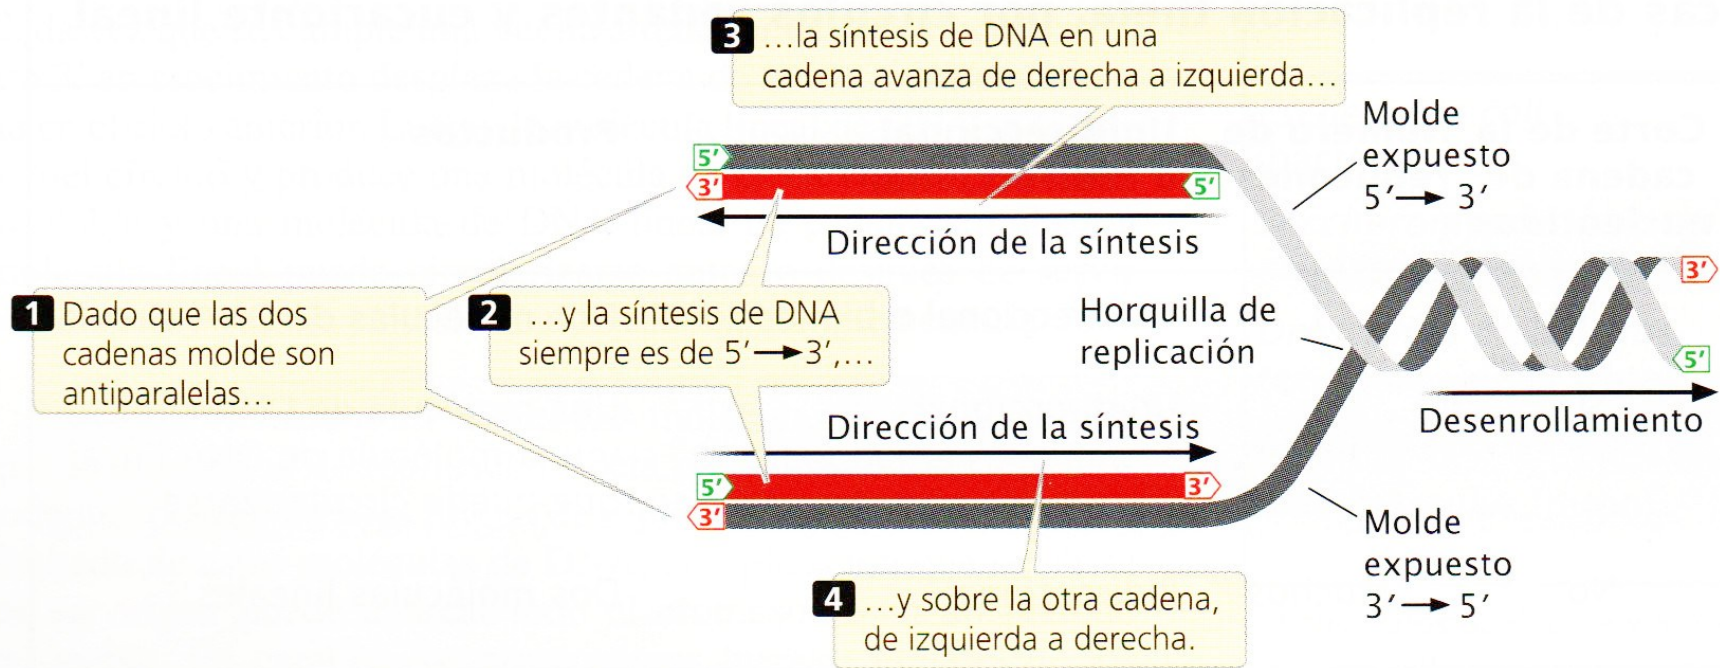 3 …la síntesis de DNA en una
cadena avanza de derecha a izquierda…
Molde
expuesto
5′→ 3′
5′
3′
5′
Dirección de la síntesis
1 Dado que las dos
cadenas molde son
antiparalelas…
2 …y la síntesis de DNA
siempre es de 5′→3′,…
Horquilla de
replicación
3′
5′
Desenrollamiento
Dirección de la síntesis
5′
3′
3′
Molde
expuesto
3′→ 5′
4 …y sobre la otra cadena,
de izquierda a derecha.